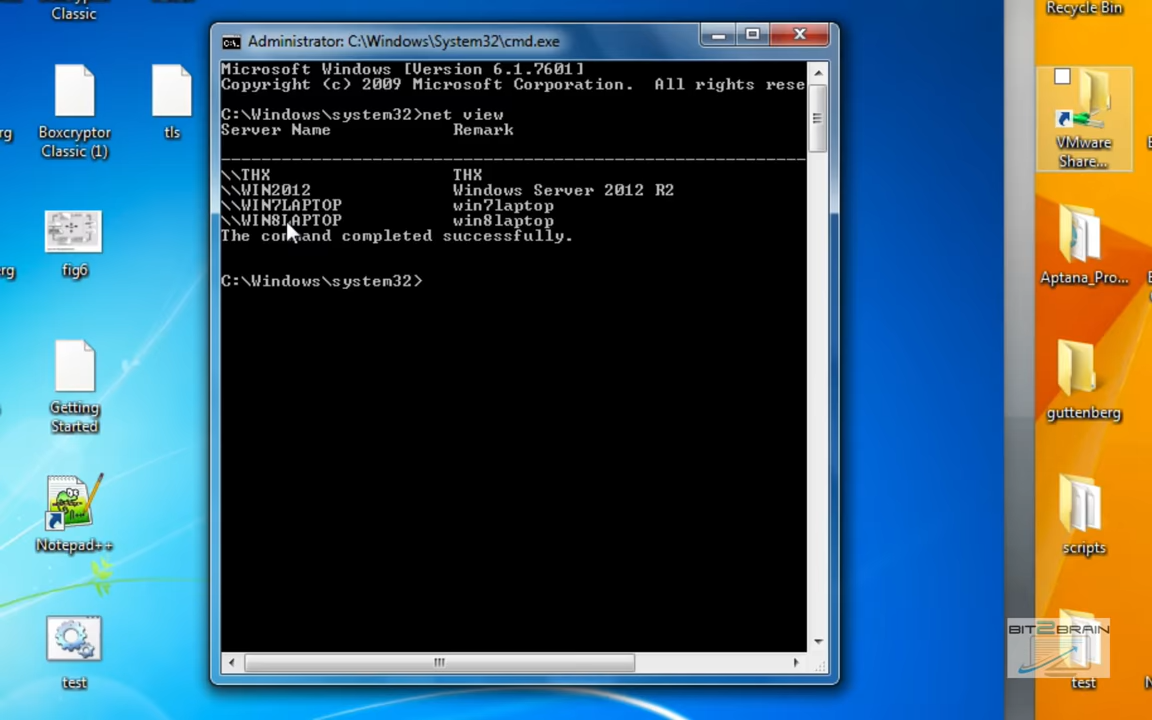 Classic
Recycle Bin
Administrator: C:\Windows\System32\cmd.exe
Microsoft Windows [Version 6.1.7601]
Copyright (c) 2009 Microsoft Corporation.  All rights rese
C:\Windows\system32>net view
Server Name            Remark
\\THX                  THX
\\WIN2012              Windows Server 2012 R2
\\WIN7LAPTOP           win7laptop
\\WIN8LAPTOP           win8laptop
The command completed successfully.
C:\Windows\system32>
Boxcryptor
Classic (1)
tls
fig6
Getting
Started
Notepad++
test
VMware
Share...
Aptana_Pro...
guttenberg
scripts
BIT2BRAIN
test